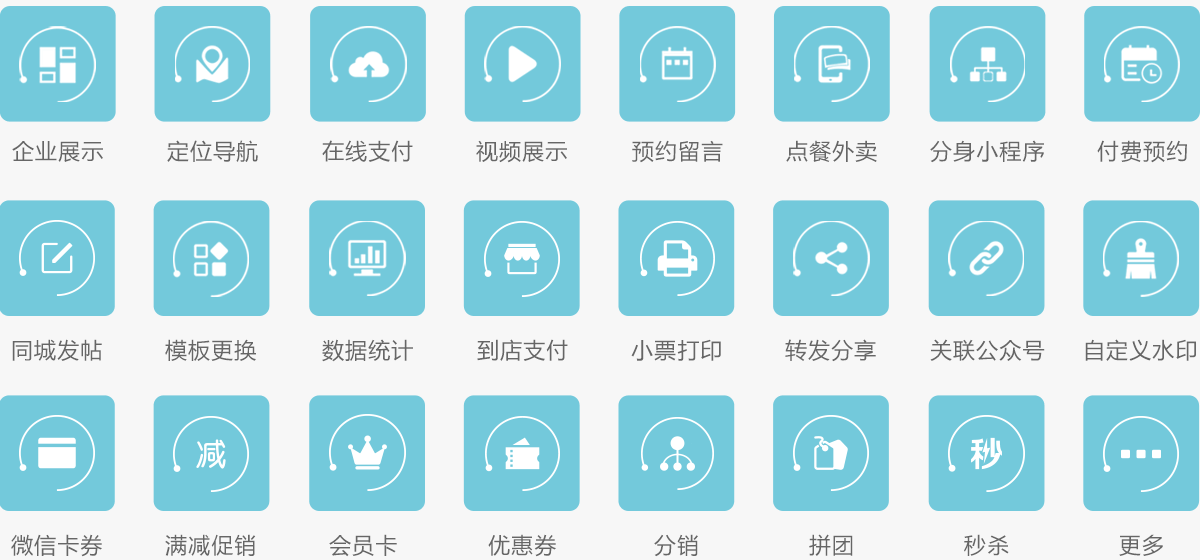 企业展示 定位导航 在线支付 视频展示 预约留言 点餐外卖 分身小程序 付费预约
同城发帖 模板更换 数据统计 到店支付 小票打印 转发分享 关联公众号 自定义水印
减 秒
微信卡券 满减促销 会员卡 优惠券 分销 拼团 秒杀 更多